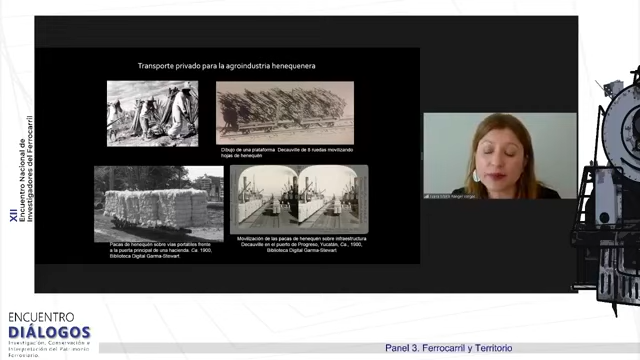 Transporte privado para la agroindustria henequenera
Dibujo de una plataforma Decauville de 8 ruedas movilizando
hojas de henequén
Pacas de henequén sobre vías portátiles frente
a la puerta principal de una hacienda. Ca. 1900,
Biblioteca Digital Garma-Stewart.
Movilización de las pacas de henequén sobre infraestructura
Decauville en el puerto de Progreso, Yucatán, Ca., 1900,
Biblioteca Digital Garma-Stewart.
XII
Encuentro Nacional de
Investigadores del Ferrocarril
ENCUENTRO
DIÁLOGOS
Investigación, Conservación e
Interpretación del Patrimonio
Ferroviario
Panel 3. Ferrocarril y Territorio